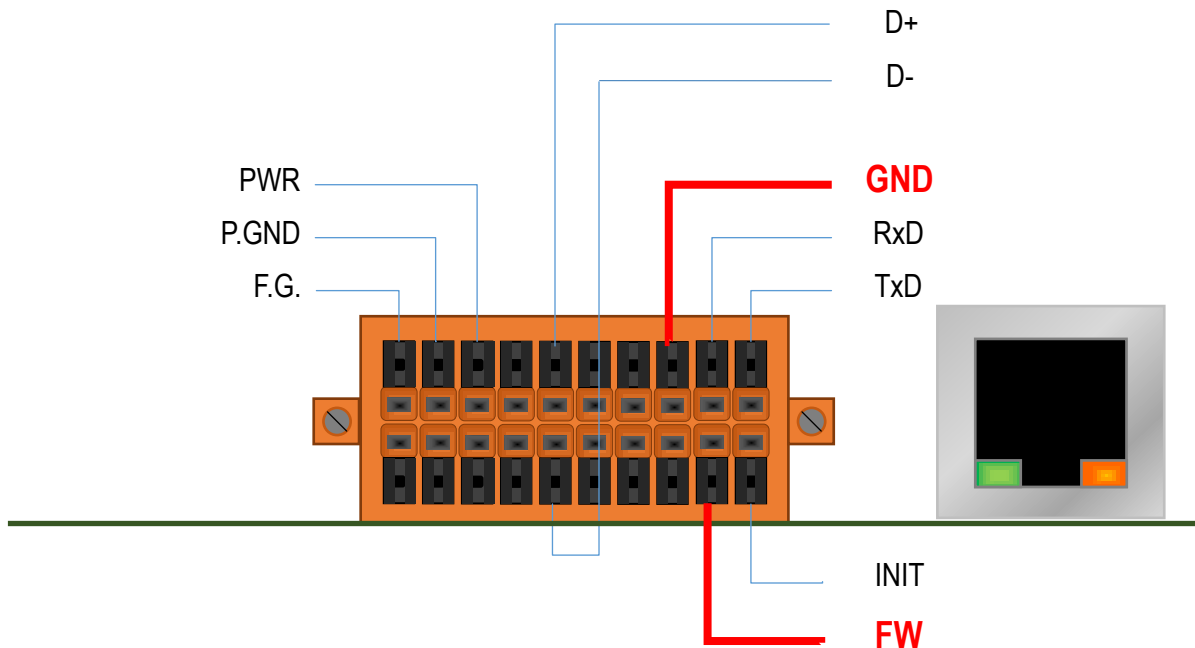 D+
D-
PWR
GND
P.GND
RxD
F.G.
TxD
INIT
FW